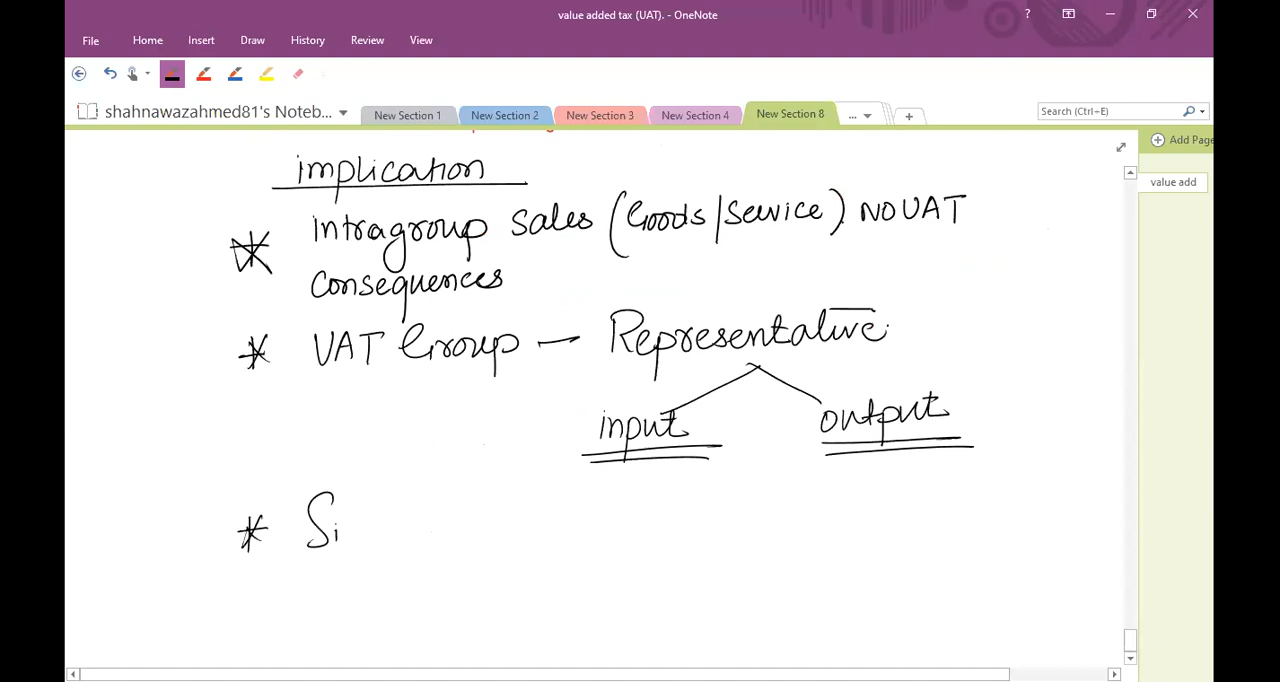 value added tax (UAT). - OneNote
?
File Home Insert Draw History Review View
shahnawazahmed81's Noteb...
New Section 1 New Section 2 New Section 3 New Section 4 New Section 8 ...
Search (Ctrl+E)
Add Pag
value add
implication
* Intragroup sales (Goods/Service). NO VAT
consequences
* VAT Group — Representative
input output
* Si